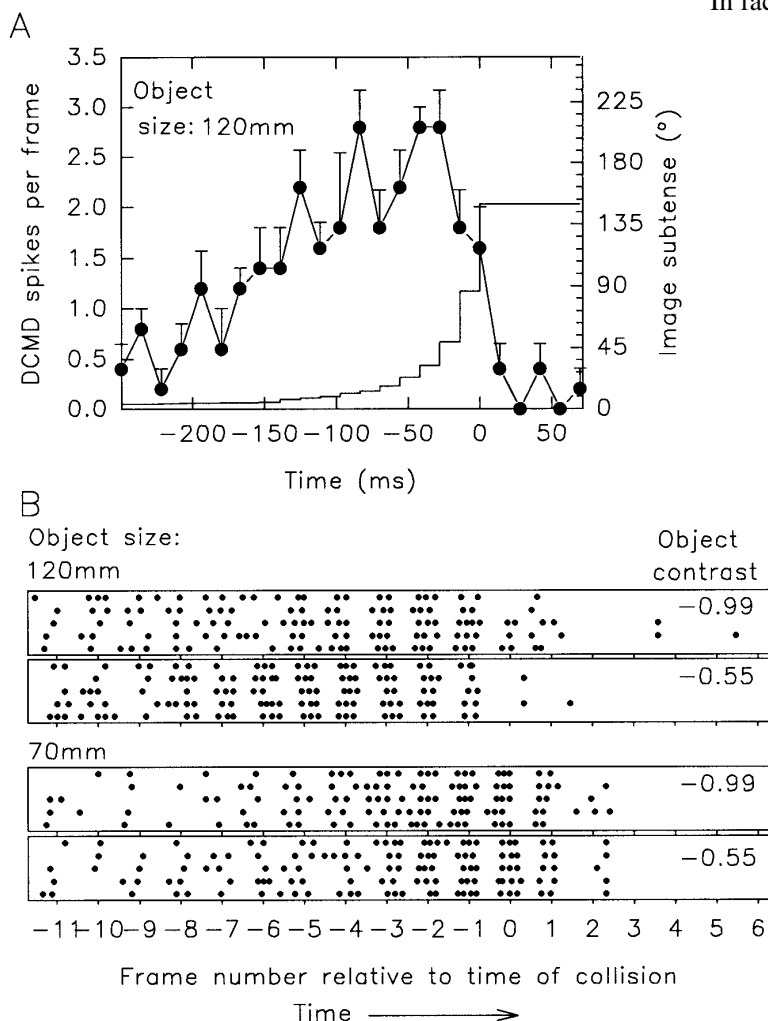 In fac
A
3.5
3.0
2.5
2.0
1.5
1.0
0.5
0.0
DCMD spikes per frame
Object
size: 120mm
225
180
135
90
45
0
Image subtense (°)
−200 −150 −100 −50 0 50
Time (ms)
B
Object size:
120mm
Object
contrast
−0.99
−0.55
70mm
−0.99
−0.55
−11 −10 −9 −8 −7 −6 −5 −4 −3 −2 −1 0 1 2 3 4 5 6
Frame number relative to time of collision
Time